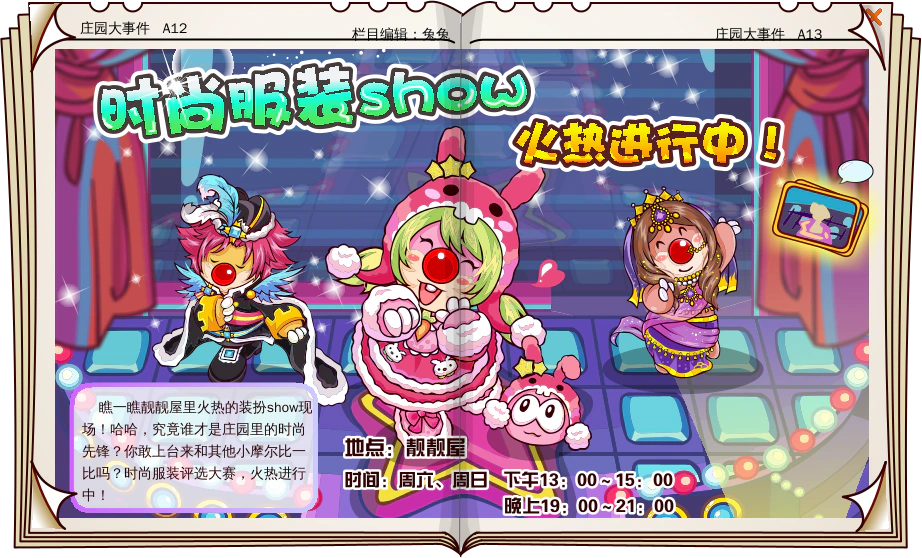 庄园大事件 A12
栏目编辑：兔兔
庄园大事件 A13
时尚服装show
火热进行中！
瞧一瞧靓靓屋里火热的装扮show现
场！哈哈，究竟谁才是庄园里的时尚
先锋？你敢上台来和其他小摩尔比一
比吗？时尚服装评选大赛，火热进行
中！
地点：靓靓屋
时间：周六、周日 下午13：00～15：00
晚上19：00～21：00